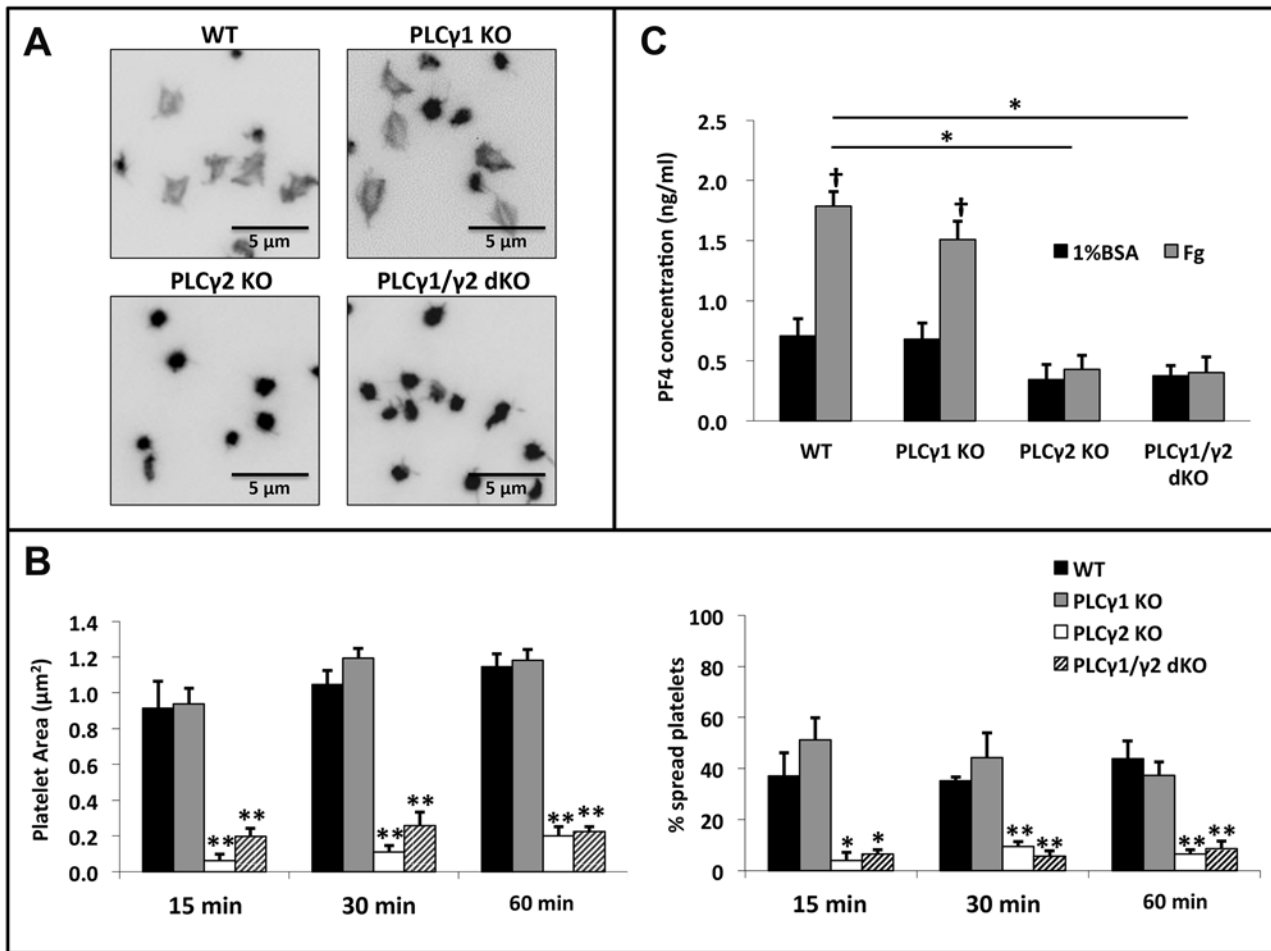 A
WT
PLCγ1 KO
5 µm
5 µm
PLCγ2 KO
PLCγ1/γ2 dKO
5 µm
5 µm
C
PF4 concentration (ng/ml)
2.5
2.0
1.5
1.0
0.5
0.0
*
*
†
†
1%BSA
Fg
WT
PLCγ1 KO
PLCγ2 KO
PLCγ1/γ2
dKO
B
Platelet Area (µm²)
1.4
1.2
1.0
0.8
0.6
0.4
0.2
0.0
**
**
**
**
**
**
15 min
30 min
60 min
WT
PLCγ1 KO
PLCγ2 KO
PLCγ1/γ2 dKO
% spread platelets
100
80
60
40
20
0
*
*
**
**
**
**
15 min
30 min
60 min